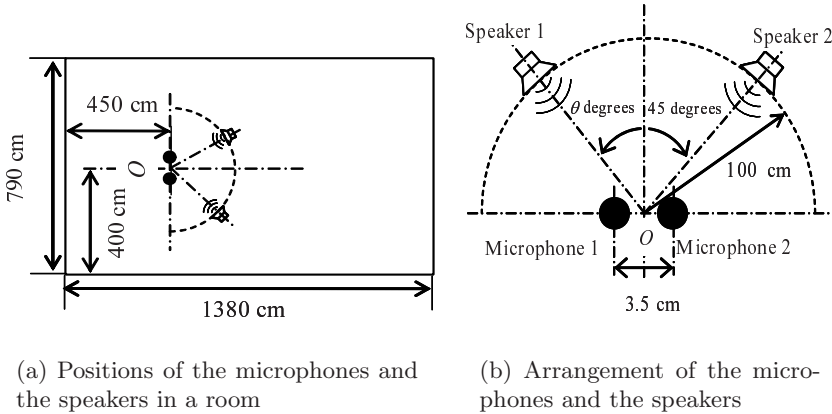 450 cm
790 cm
O
400 cm
1380 cm
Speaker 1
Speaker 2
θ degrees
45 degrees
100 cm
Microphone 1
O
Microphone 2
3.5 cm
(a) Positions of the microphones and
the speakers in a room
(b) Arrangement of the micro-
phones and the speakers